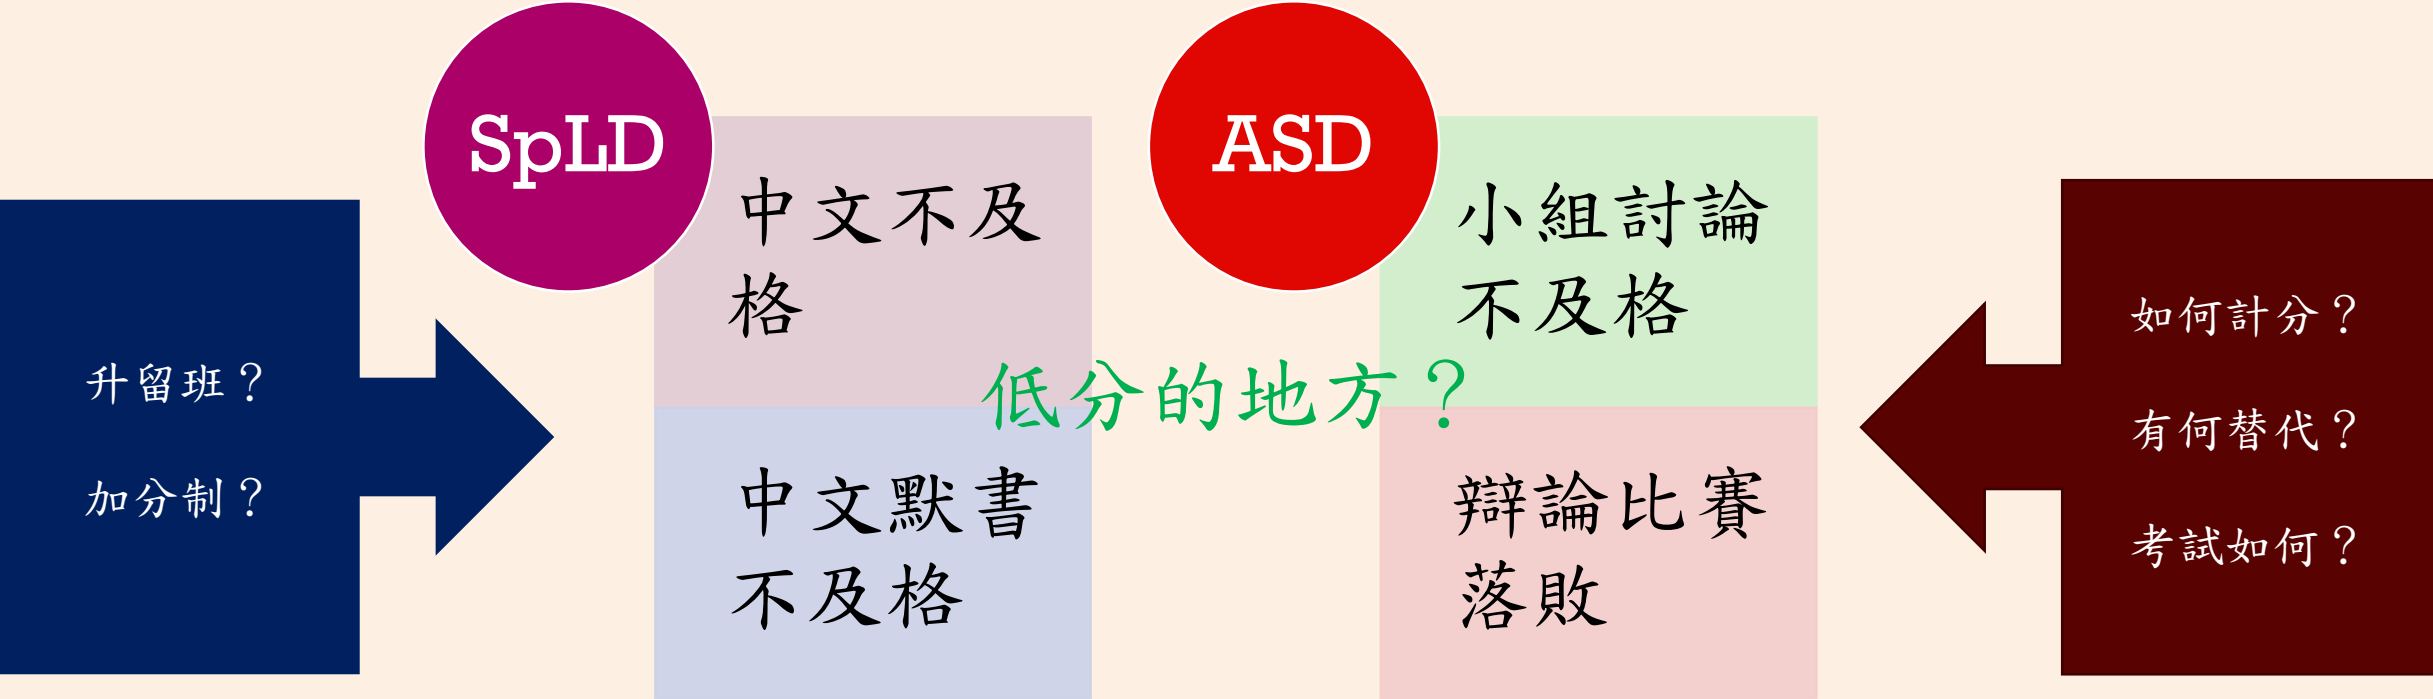 升留班？
加分制？
SpLD
中文不及
格
中文默書
不及格
低分的地方？
ASD
小組討論
不及格
辯論比賽
落敗
如何計分？
有何替代？
考試如何？